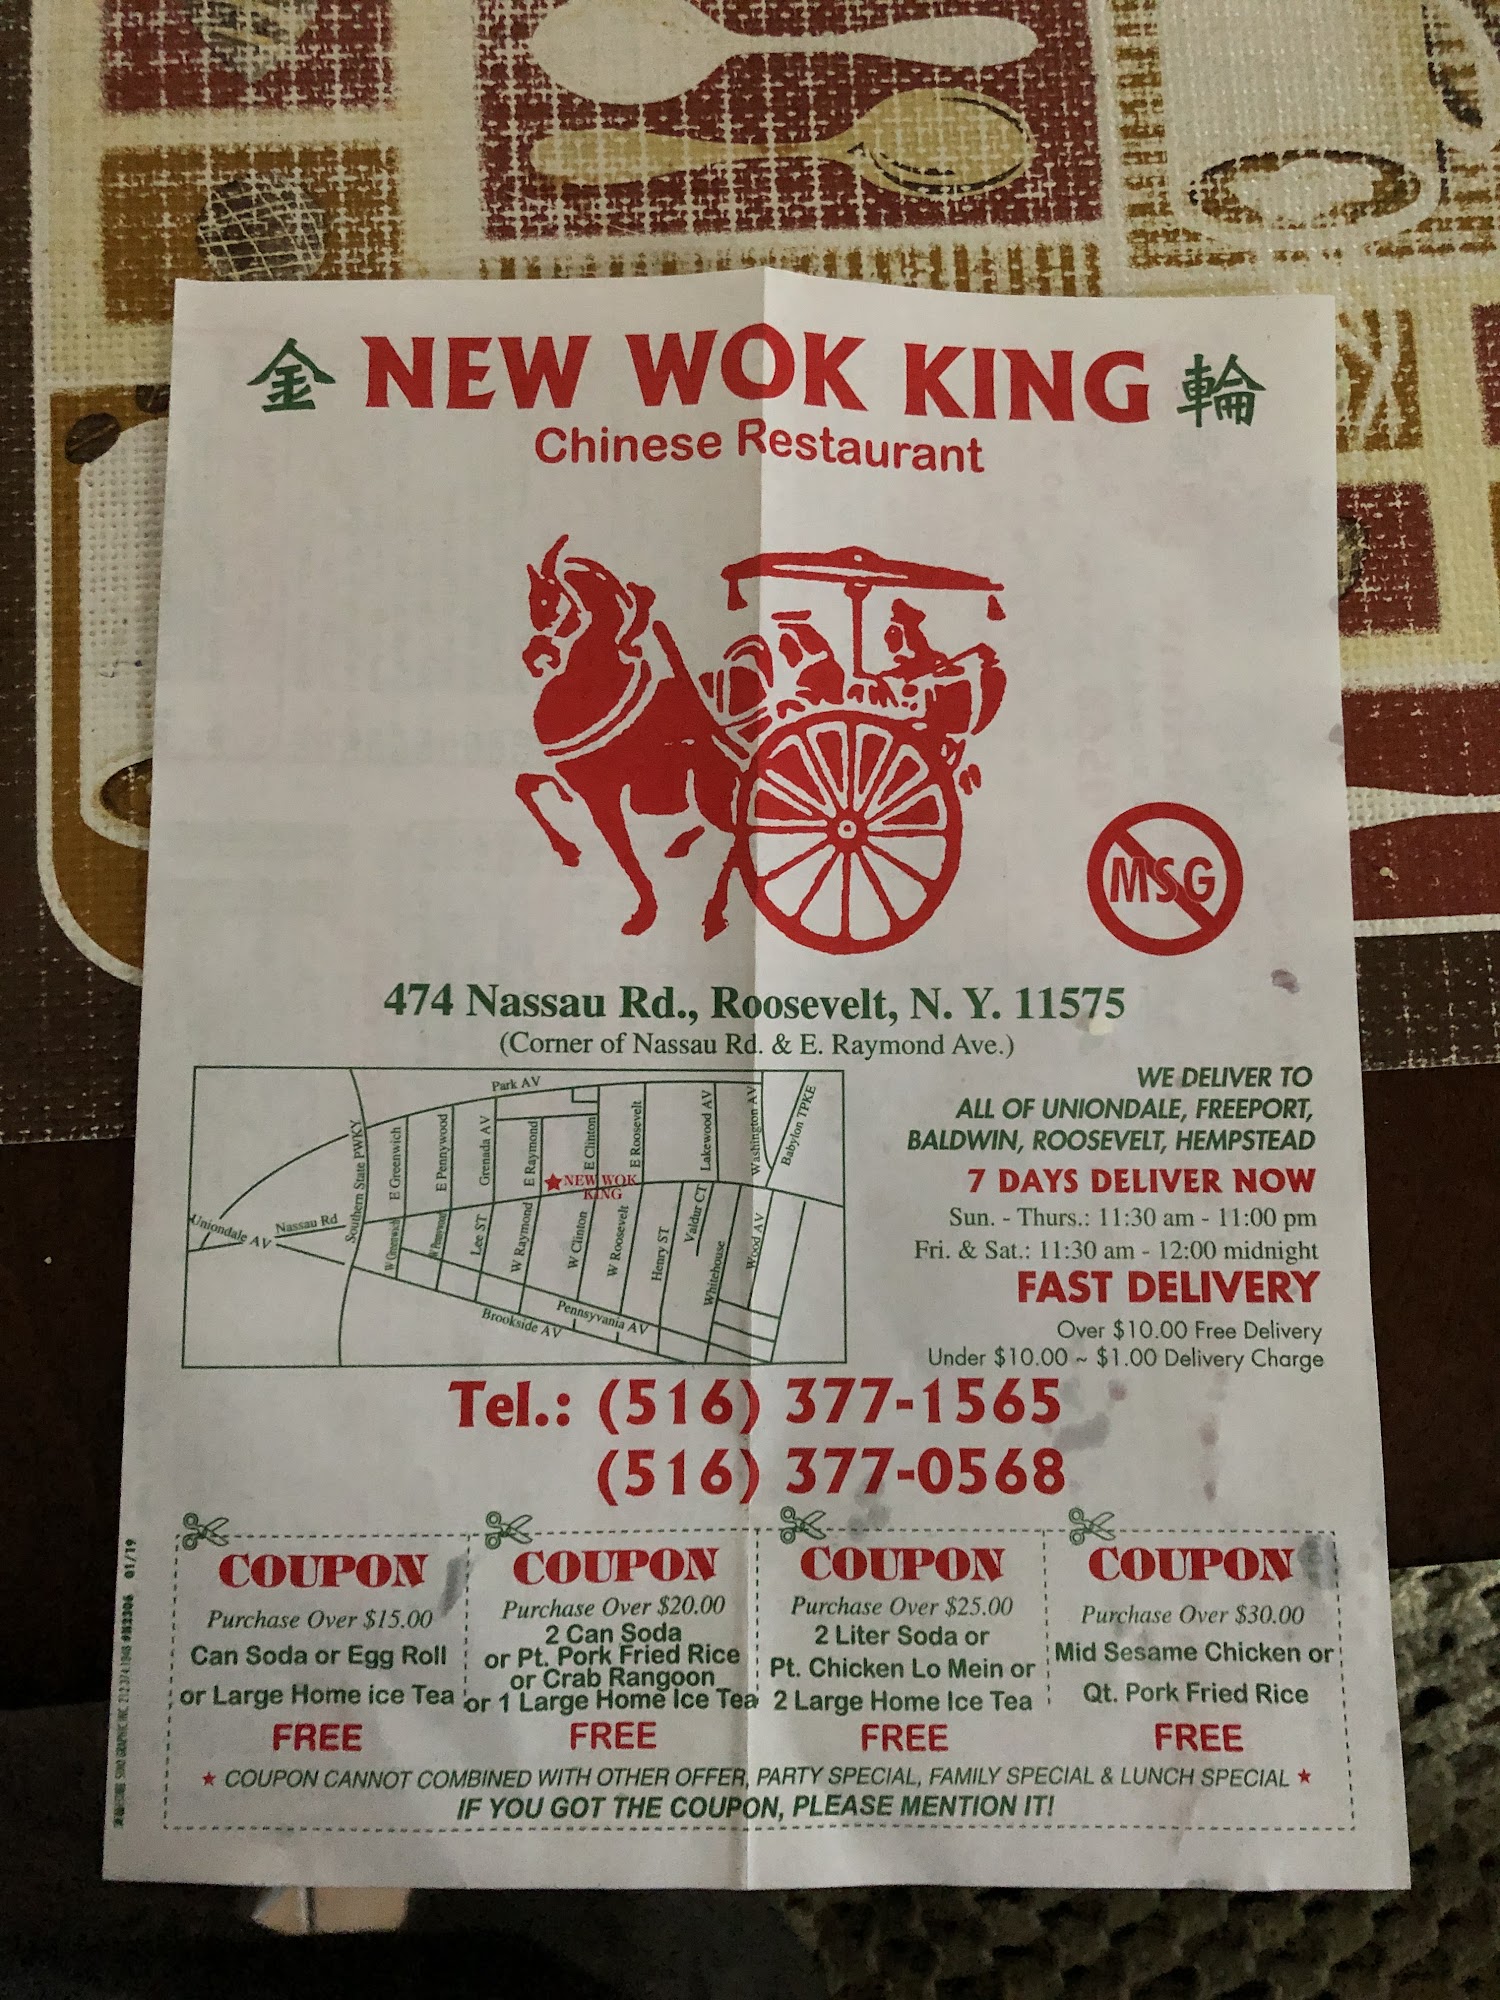 金 NEW WOK KING 輪
Chinese Restaurant
MSG
474 Nassau Rd., Roosevelt, N. Y. 11575
(Corner of Nassau Rd. & E. Raymond Ave.)
Park AV
Uniondale AV
Nassau Rd
Southern State PWKY
E Greenwich
E Pennywood
Grenada AV
E Raymond
E Clinton
E Roosevelt
Lakewood AV
Washington AV
Babylon TPKE
★ NEW WOK
KING
W Greenwich
Lee ST
W Raymond
W Clinton
W Roosevelt
Henry ST
Valdur CT
Whitehouse
Wood AV
Pennsyvania AV
Brookside AV
WE DELIVER TO
ALL OF UNIONDALE, FREEPORT,
BALDWIN, ROOSEVELT, HEMPSTEAD
7 DAYS DELIVER NOW
Sun. - Thurs.: 11:30 am - 11:00 pm
Fri. & Sat.: 11:30 am - 12:00 midnight
FAST DELIVERY
Over $10.00 Free Delivery
Under $10.00 ~ $1.00 Delivery Charge
Tel.: (516) 377-1565
(516) 377-0568
COUPON
Purchase Over $15.00
Can Soda or Egg Roll
or Large Home ice Tea
FREE
COUPON
Purchase Over $20.00
2 Can Soda
or Pt. Pork Fried Rice
or Crab Rangoon
or 1 Large Home Ice Tea
FREE
COUPON
Purchase Over $25.00
2 Liter Soda or
Pt. Chicken Lo Mein or
2 Large Home Ice Tea
FREE
COUPON
Purchase Over $30.00
Mid Sesame Chicken or
Qt. Pork Fried Rice
FREE
★ COUPON CANNOT COMBINED WITH OTHER OFFER, PARTY SPECIAL, FAMILY SPECIAL & LUNCH SPECIAL ★
IF YOU GOT THE COUPON, PLEASE MENTION IT!
01/19